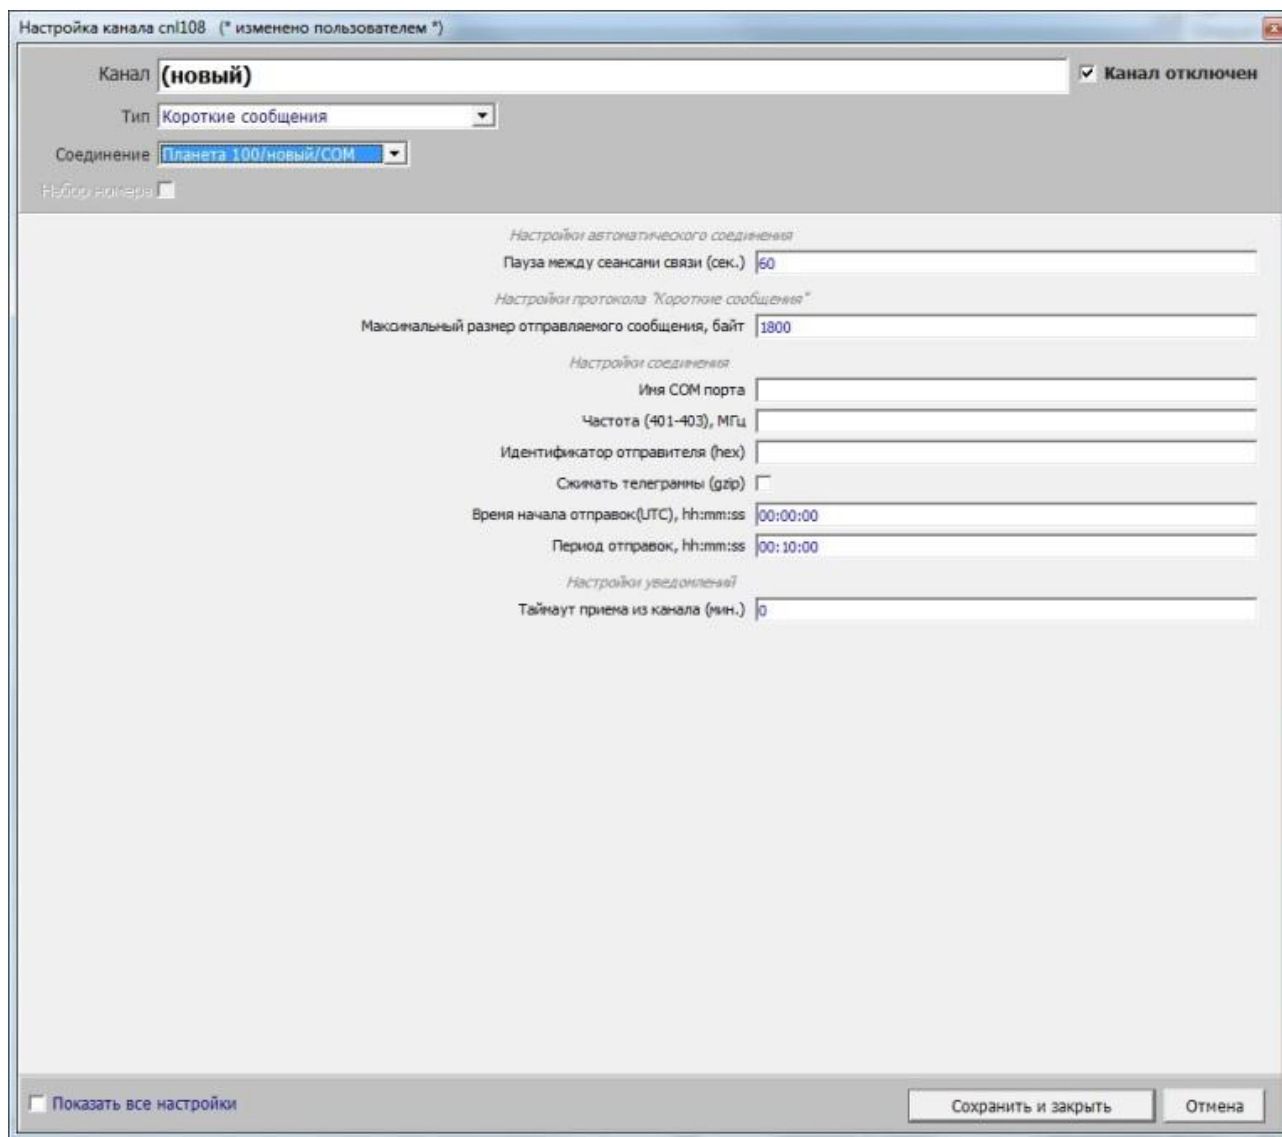 Настройка канала cnl108 (* изменено пользователем *)
Канал (новый) Канал отключен
Тип Короткие сообщения
Соединение Планета 100/новый/COM
Набор номера
Настройки автоматического соединения
Пауза между сеансами связи (сек.) 60
Настройки протокола "Короткие сообщения"
Максимальный размер отправляемого сообщения, байт 1800
Настройки соединения
Имя COM порта
Частота (401-403), МГц
Идентификатор отправителя (hex)
Сжимать телеграммы (gzip)
Время начала отправок(UTC), hh:mm:ss 00:00:00
Период отправок, hh:mm:ss 00:10:00
Настройки уведомлений
Таймаут приема из канала (мин.) 0
Показать все настройки Сохранить и закрыть Отмена